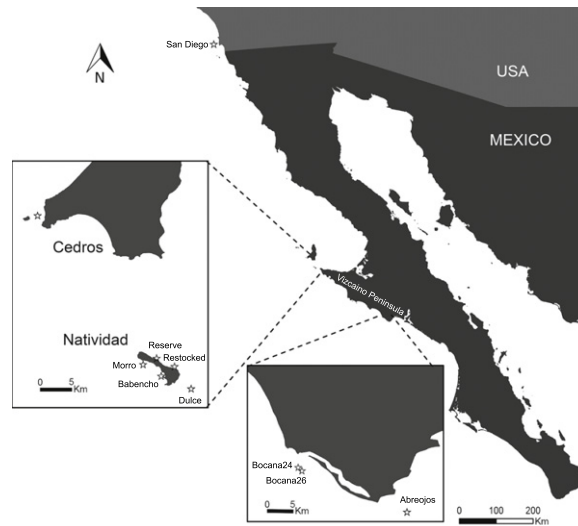 San Diego
N
USA
MEXICO
Cedros
Vizcaino Peninsula
Natividad
Reserve
Restocked
Morro
Babencho
Dulce
0 5
Km
Bocana24
Bocana26
Abreojos
0 5
Km
0 100 200
Km